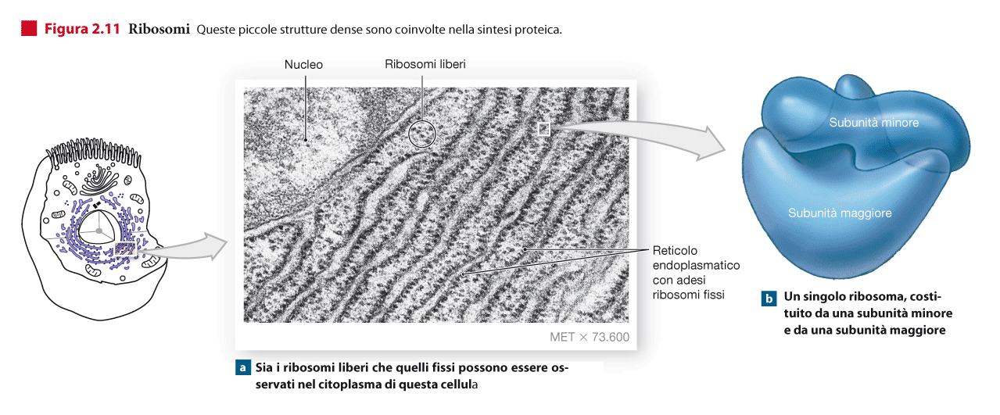 Figura 2.11 Ribosomi Queste piccole strutture dense sono coinvolte nella sintesi proteica.
Nucleo
Ribosomi liberi
Reticolo
endoplasmatico
con adesi
ribosomi fissi
MET × 73.600
a Sia i ribosomi liberi che quelli fissi possono essere os-
servati nel citoplasma di questa cellula
Subunità minore
Subunità maggiore
b Un singolo ribosoma, costi-
tuito da una subunità minore
e da una subunità maggiore